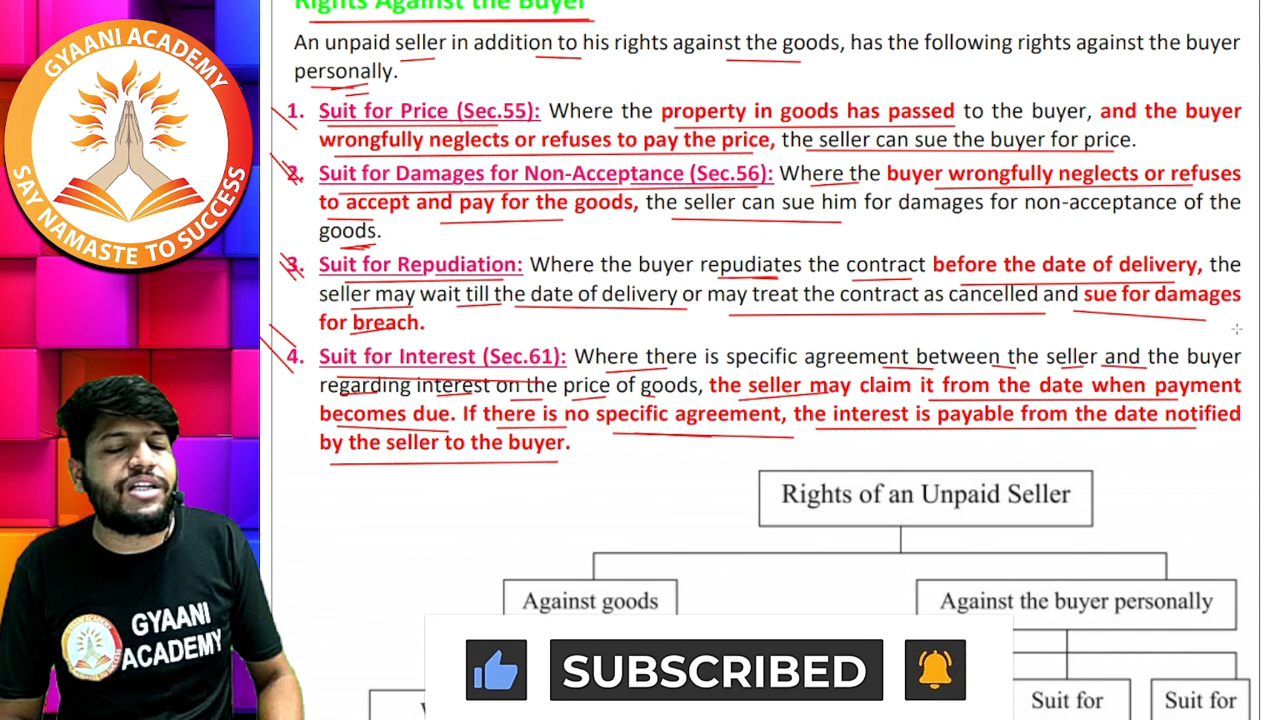 Rights Against the Buyer
An unpaid seller in addition to his rights against the goods, has the following rights against the buyer
personally.
1. Suit for Price (Sec.55): Where the property in goods has passed to the buyer, and the buyer
wrongfully neglects or refuses to pay the price, the seller can sue the buyer for price.
2. Suit for Damages for Non-Acceptance (Sec.56): Where the buyer wrongfully neglects or refuses
to accept and pay for the goods, the seller can sue him for damages for non-acceptance of the
goods.
3. Suit for Repudiation: Where the buyer repudiates the contract before the date of delivery, the
seller may wait till the date of delivery or may treat the contract as cancelled and sue for damages
for breach.
4. Suit for Interest (Sec.61): Where there is specific agreement between the seller and the buyer
regarding interest on the price of goods, the seller may claim it from the date when payment
becomes due. If there is no specific agreement, the interest is payable from the date notified
by the seller to the buyer.
Rights of an Unpaid Seller
Against goods
Against the buyer personally
Suit for
Suit for
SUBSCRIBED
GYAANI ACADEMY
SAY NAMASTE TO SUCCESS
GYAANI
ACADEMY